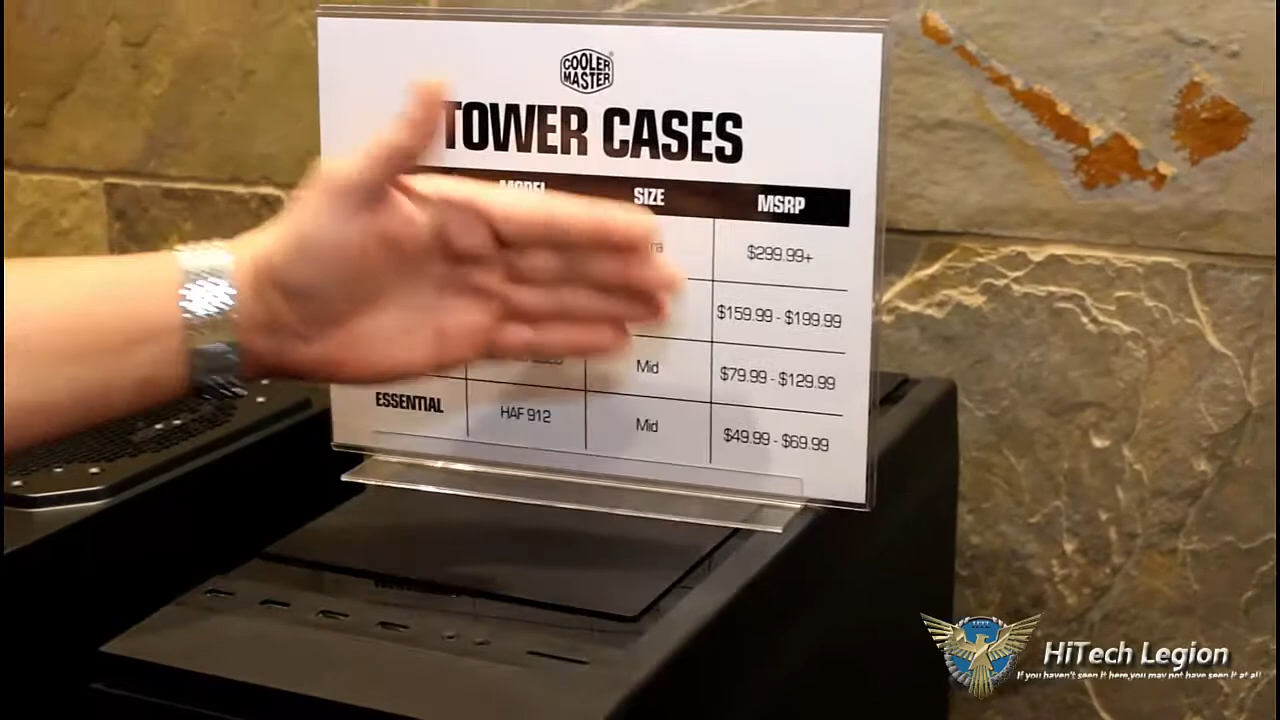 COOLER
MASTER
TOWER CASES
MODEL SIZE MSRP
$299.99+
$159.99 - $199.99
Mid $79.99 - $129.99
ESSENTIAL HAF 912 Mid $49.99 - $69.99
HiTech Legion
If you haven't seen it here,you may not have seen it at all